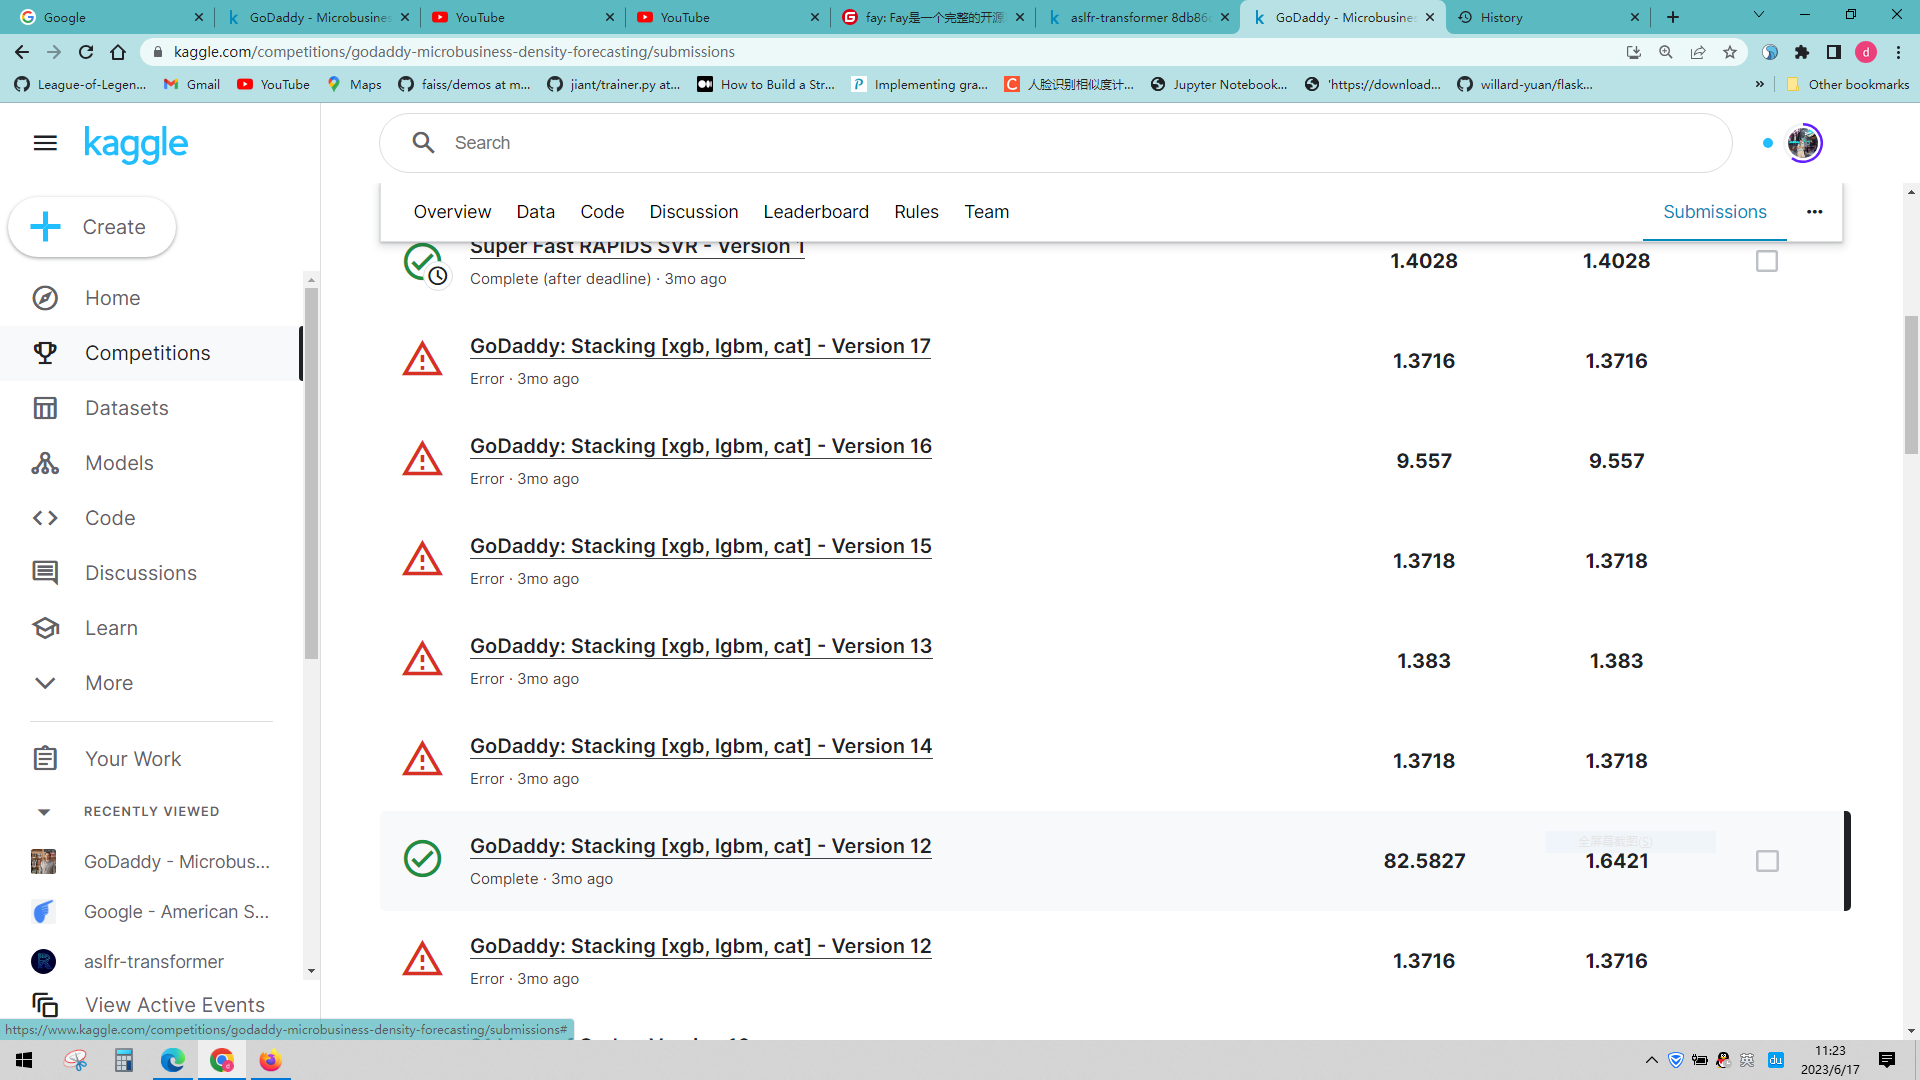 Google
GoDaddy - Microbusine
YouTube
YouTube
fay: Fay是一个完整的开源
aslfr-transformer 8db86
GoDaddy - Microbusine
History
kaggle.com/competitions/godaddy-microbusiness-density-forecasting/submissions
d
League-of-Legen...
Gmail
YouTube
Maps
faiss/demos at m...
jiant/trainer.py at...
How to Build a Str...
Implementing gra...
人脸识别相似度计...
Jupyter Notebook...
'https://download...
willard-yuan/flask...
»
Other bookmarks
kaggle
Search
Create
Overview
Data
Code
Discussion
Leaderboard
Rules
Team
Submissions
Home
Competitions
Datasets
Models
Code
Discussions
Learn
More
Your Work
RECENTLY VIEWED
GoDaddy - Microbus...
Google - American S...
aslfr-transformer
View Active Events
Super Fast RAPIDS SVR - Version 1
Complete (after deadline) · 3mo ago
1.4028
1.4028
GoDaddy: Stacking [xgb, lgbm, cat] - Version 17
Error · 3mo ago
1.3716
1.3716
GoDaddy: Stacking [xgb, lgbm, cat] - Version 16
Error · 3mo ago
9.557
9.557
GoDaddy: Stacking [xgb, lgbm, cat] - Version 15
Error · 3mo ago
1.3718
1.3718
GoDaddy: Stacking [xgb, lgbm, cat] - Version 13
Error · 3mo ago
1.383
1.383
GoDaddy: Stacking [xgb, lgbm, cat] - Version 14
Error · 3mo ago
1.3718
1.3718
GoDaddy: Stacking [xgb, lgbm, cat] - Version 12
Complete · 3mo ago
82.5827
全屏幕截图(S)
1.6421
GoDaddy: Stacking [xgb, lgbm, cat] - Version 12
Error · 3mo ago
1.3716
1.3716
https://www.kaggle.com/competitions/godaddy-microbusiness-density-forecasting/submissions#
英
du
11:23
2023/6/17